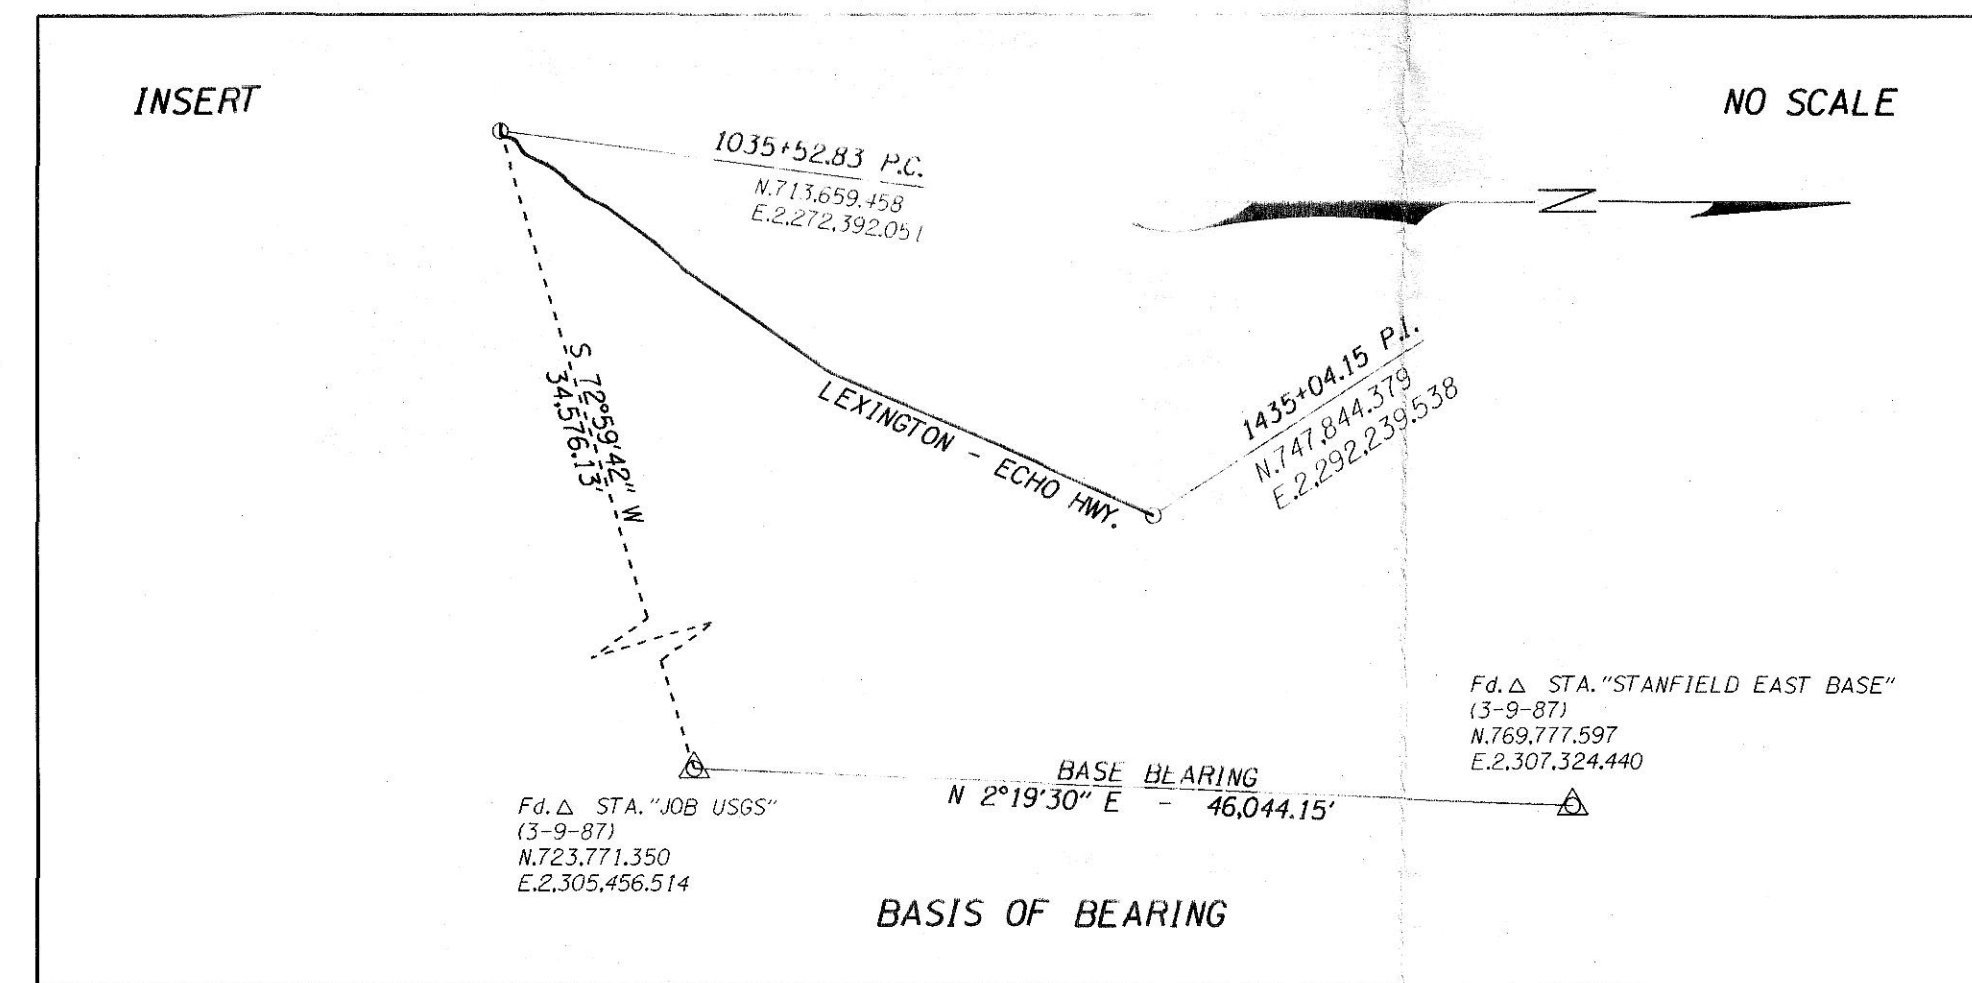 INSERT
NO SCALE
1035+52.83 P.C.
N.713,659.458
E.2,272,392.051
N
S 72°59'42" W
34,576.13'
LEXINGTON - ECHO HWY.
1435+04.15 P.I.
N.747,844.379
E.2,292,239.538
Fd. △ STA. "STANFIELD EAST BASE"
(3-9-87)
N.769,777.597
E.2,307,324.440
BASE BEARING
N 2°19'30" E - 46,044.15'
Fd. △ STA. "JOB USGS"
(3-9-87)
N.723,771.350
E.2,305,456.514
BASIS OF BEARING